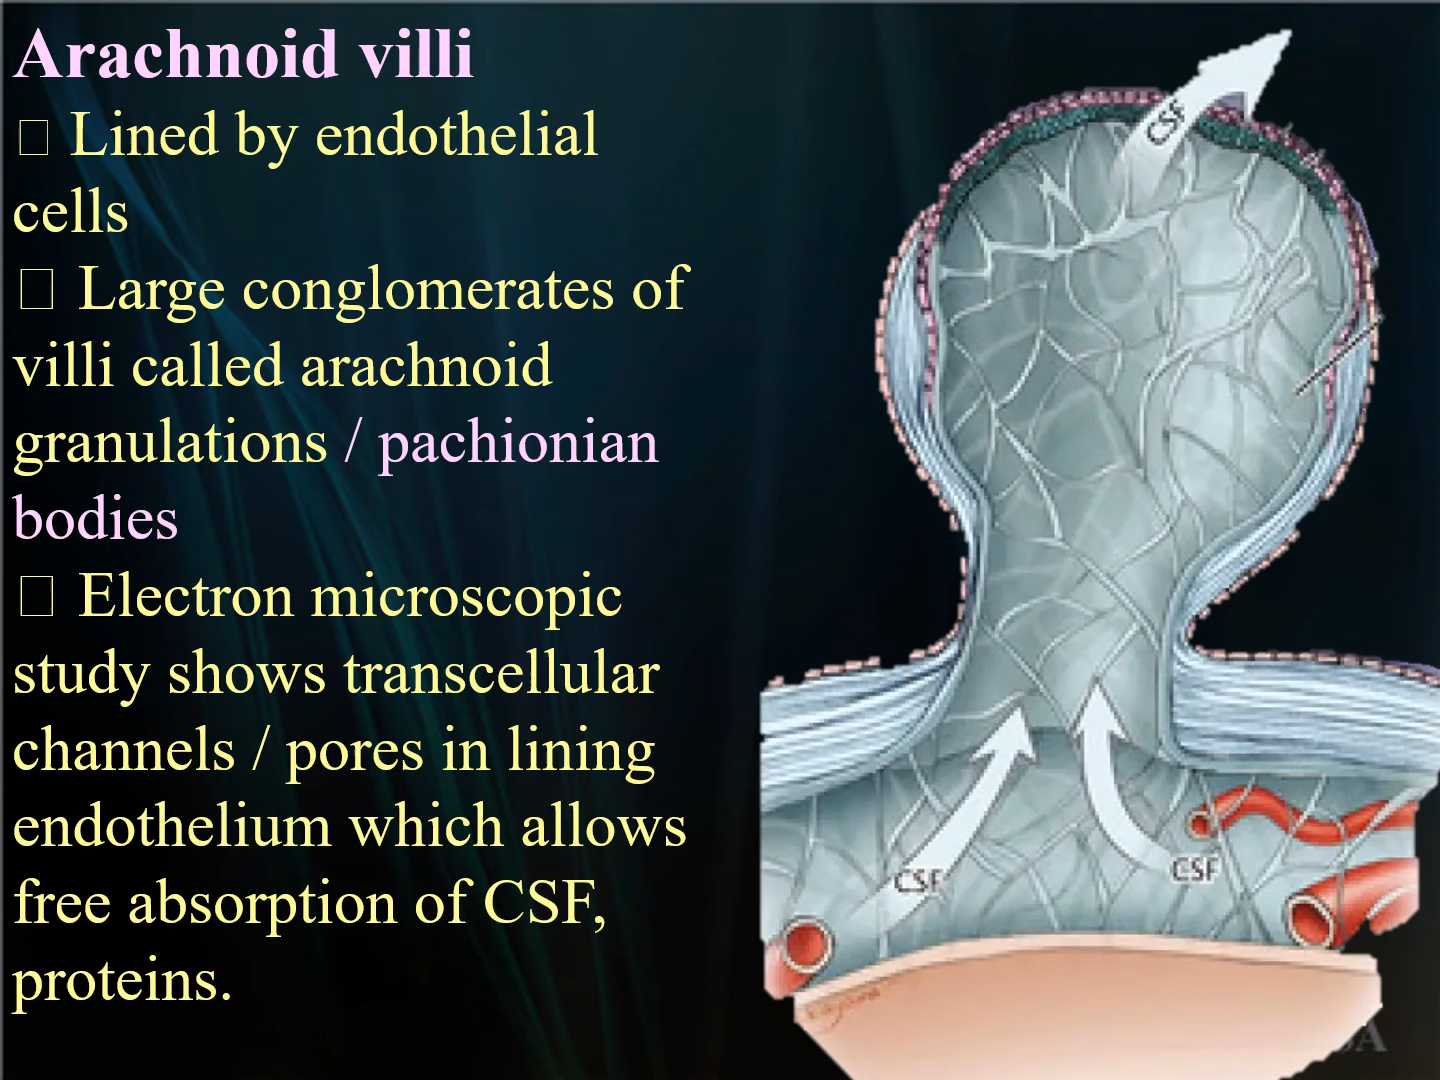 Arachnoid villi
□ Lined by endothelial
cells
□ Large conglomerates of
villi called arachnoid
granulations / pachionian
bodies
□ Electron microscopic
study shows transcellular
channels / pores in lining
endothelium which allows
free absorption of CSF,
proteins.
CSF
CSF
CSF